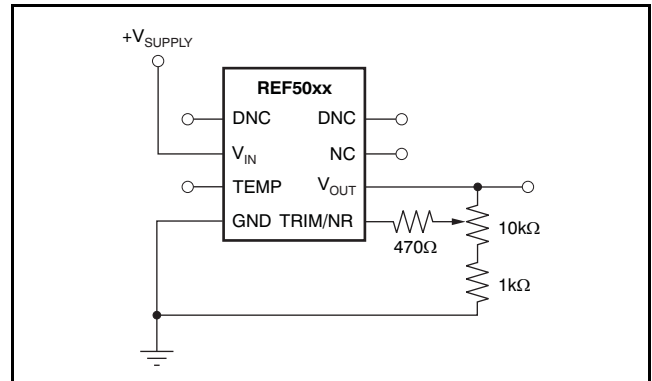 +VSUPPLY
REF50xx
DNC DNC
VIN NC
TEMP VOUT
GND TRIM/NR
10kΩ
470Ω
1kΩ